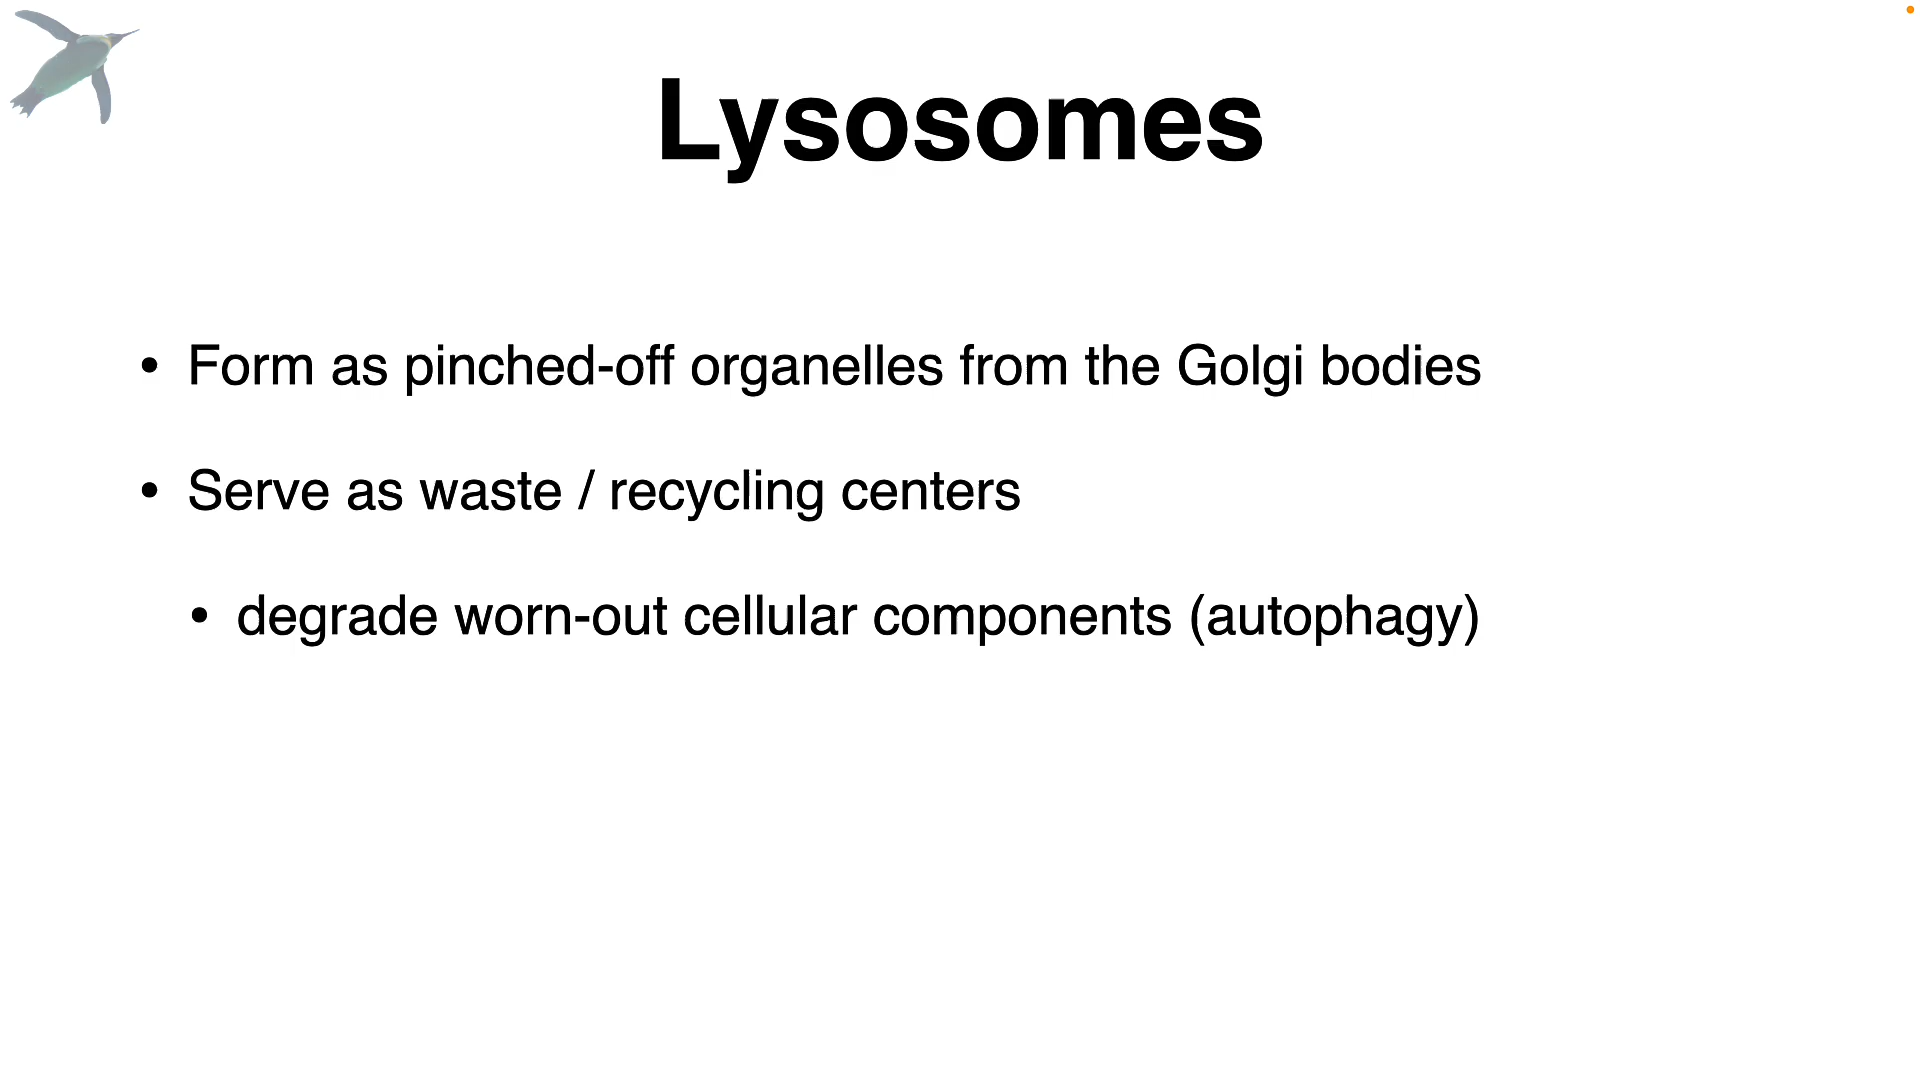 Lysosomes
• Form as pinched-off organelles from the Golgi bodies
• Serve as waste / recycling centers
• degrade worn-out cellular components (autophagy)